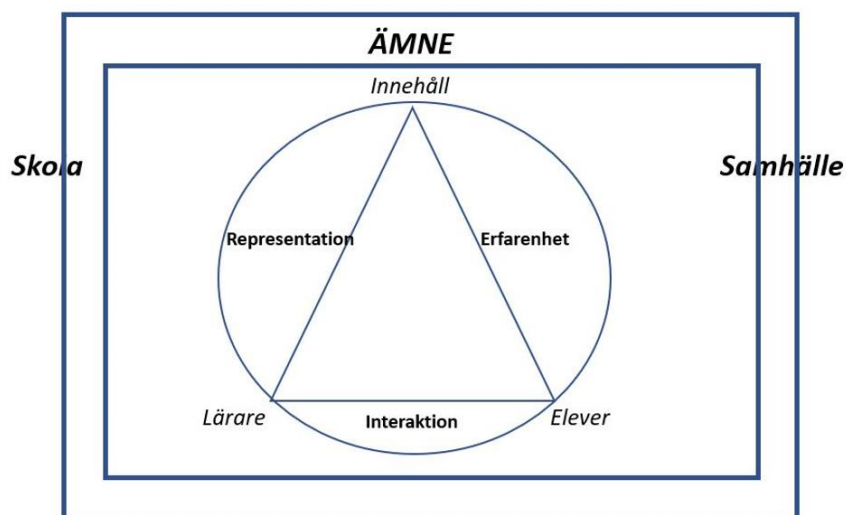 ÄMNE
Innehåll
Skola
Samhälle
Representation
Erfarenhet
Lärare
Interaktion
Elever